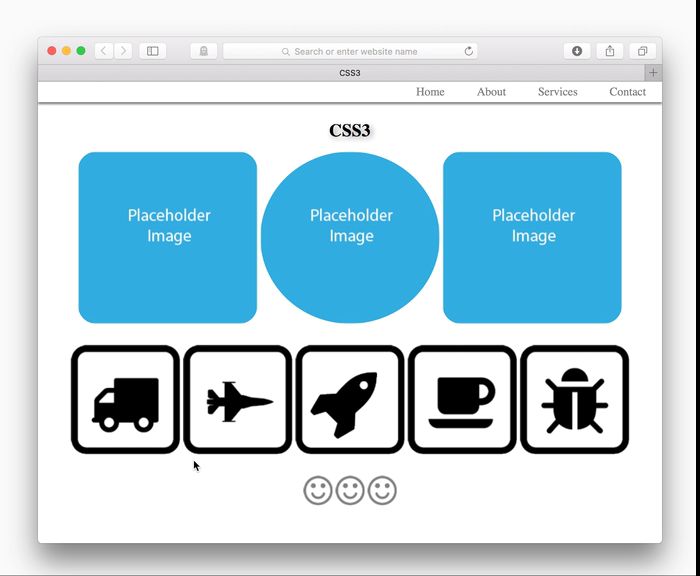 Search or enter website name
CSS3
Home About Services Contact
CSS3
Placeholder
Image
Placeholder
Image
Placeholder
Image